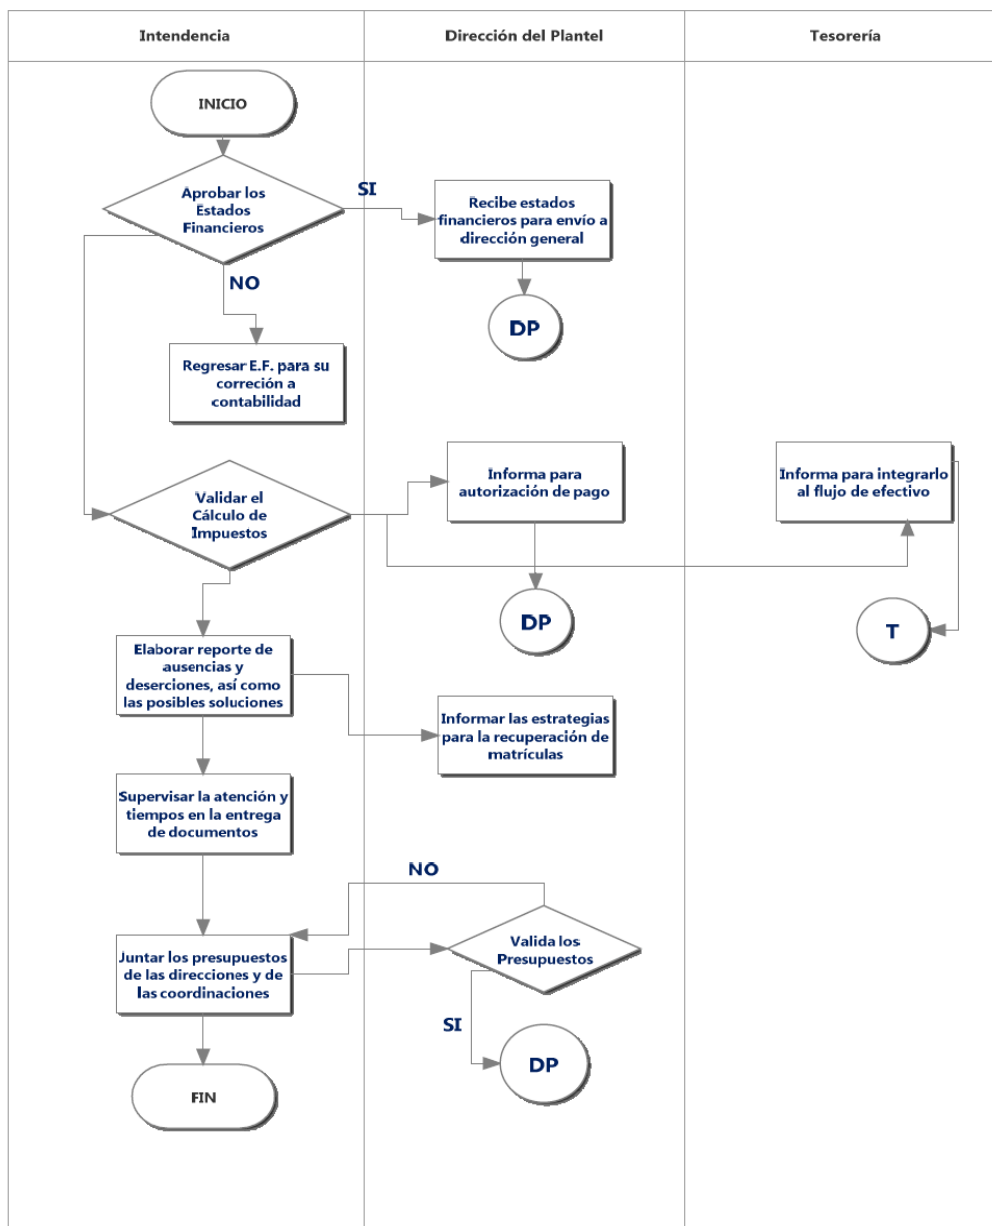 Intendencia
Dirección del Plantel
Tesorería
INICIO
Aprobar los
Estados
Financieros
SI
Recibe estados
financieros para envío a
dirección general
NO
DP
Regresar E.F. para su
correción a
contabilidad
Validar el
Cálculo de
Impuestos
Informa para
autorización de pago
Informa para integrarlo
al flujo de efectivo
DP
T
Elaborar reporte de
ausencias y
deserciones, así como
las posibles soluciones
Informar las estrategias
para la recuperación de
matrículas
Supervisar la atención y
tiempos en la entrega
de documentos
NO
Juntar los presupuestos
de las direcciones y de
las coordinaciones
Valida los
Presupuestos
SI
DP
FIN